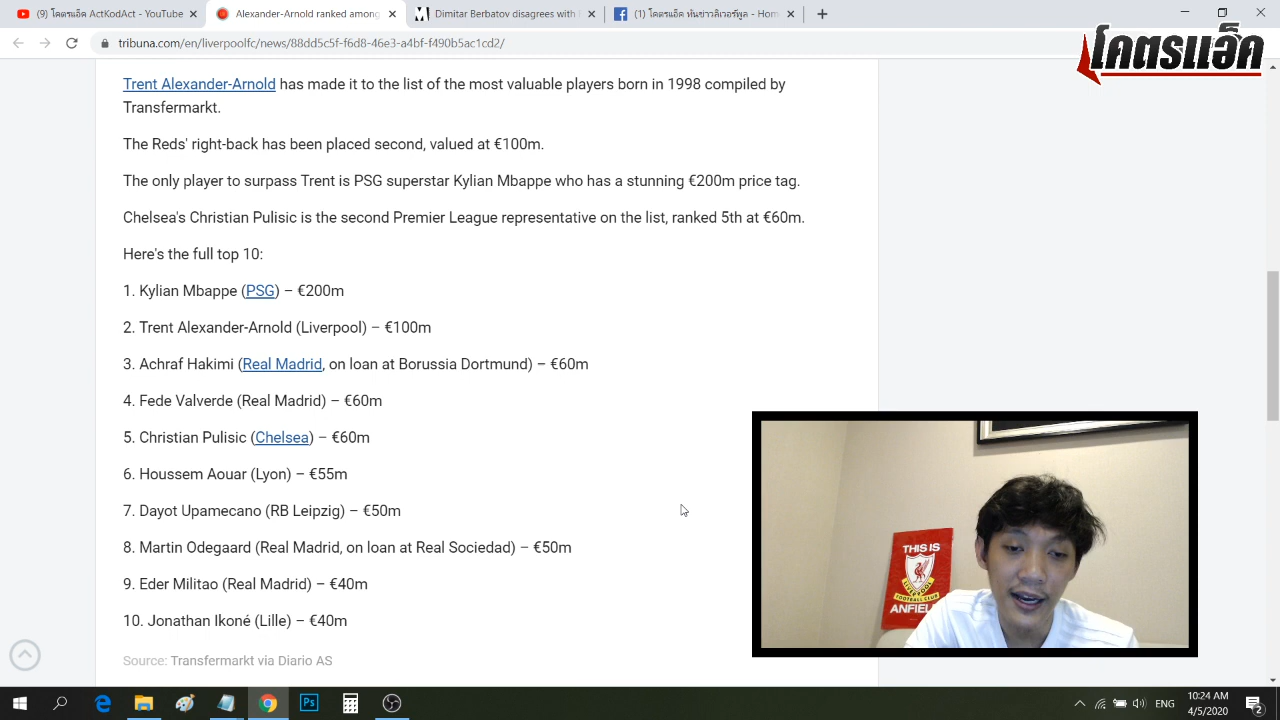 (9) โคตรแอ็ค ActKodAct - YouTub
Alexander-Arnold ranked among
Dimitar Berbatov disagrees with
(1) โคตรแอ็ค ทันข่าวลิเวอร์พูล - Hom
tribuna.com/en/liverpoolfc/news/88dd5c5f-f6d8-46e3-a4bf-f490b5ac1cd2/
โคตรแอ็ค
Trent Alexander-Arnold has made it to the list of the most valuable players born in 1998 compiled by
Transfermarkt.
The Reds' right-back has been placed second, valued at €100m.
The only player to surpass Trent is PSG superstar Kylian Mbappe who has a stunning €200m price tag.
Chelsea's Christian Pulisic is the second Premier League representative on the list, ranked 5th at €60m.
Here's the full top 10:
1. Kylian Mbappe (PSG) – €200m
2. Trent Alexander-Arnold (Liverpool) – €100m
3. Achraf Hakimi (Real Madrid, on loan at Borussia Dortmund) – €60m
4. Fede Valverde (Real Madrid) – €60m
5. Christian Pulisic (Chelsea) – €60m
6. Houssem Aouar (Lyon) – €55m
7. Dayot Upamecano (RB Leipzig) – €50m
8. Martin Odegaard (Real Madrid, on loan at Real Sociedad) – €50m
9. Eder Militao (Real Madrid) – €40m
10. Jonathan Ikoné (Lille) – €40m
Source: Transfermarkt via Diario AS
THIS IS
LIVERPOOL
FOOTBALL CLUB
ANFIEL
Ps
ENG
10:24 AM
4/5/2020
2